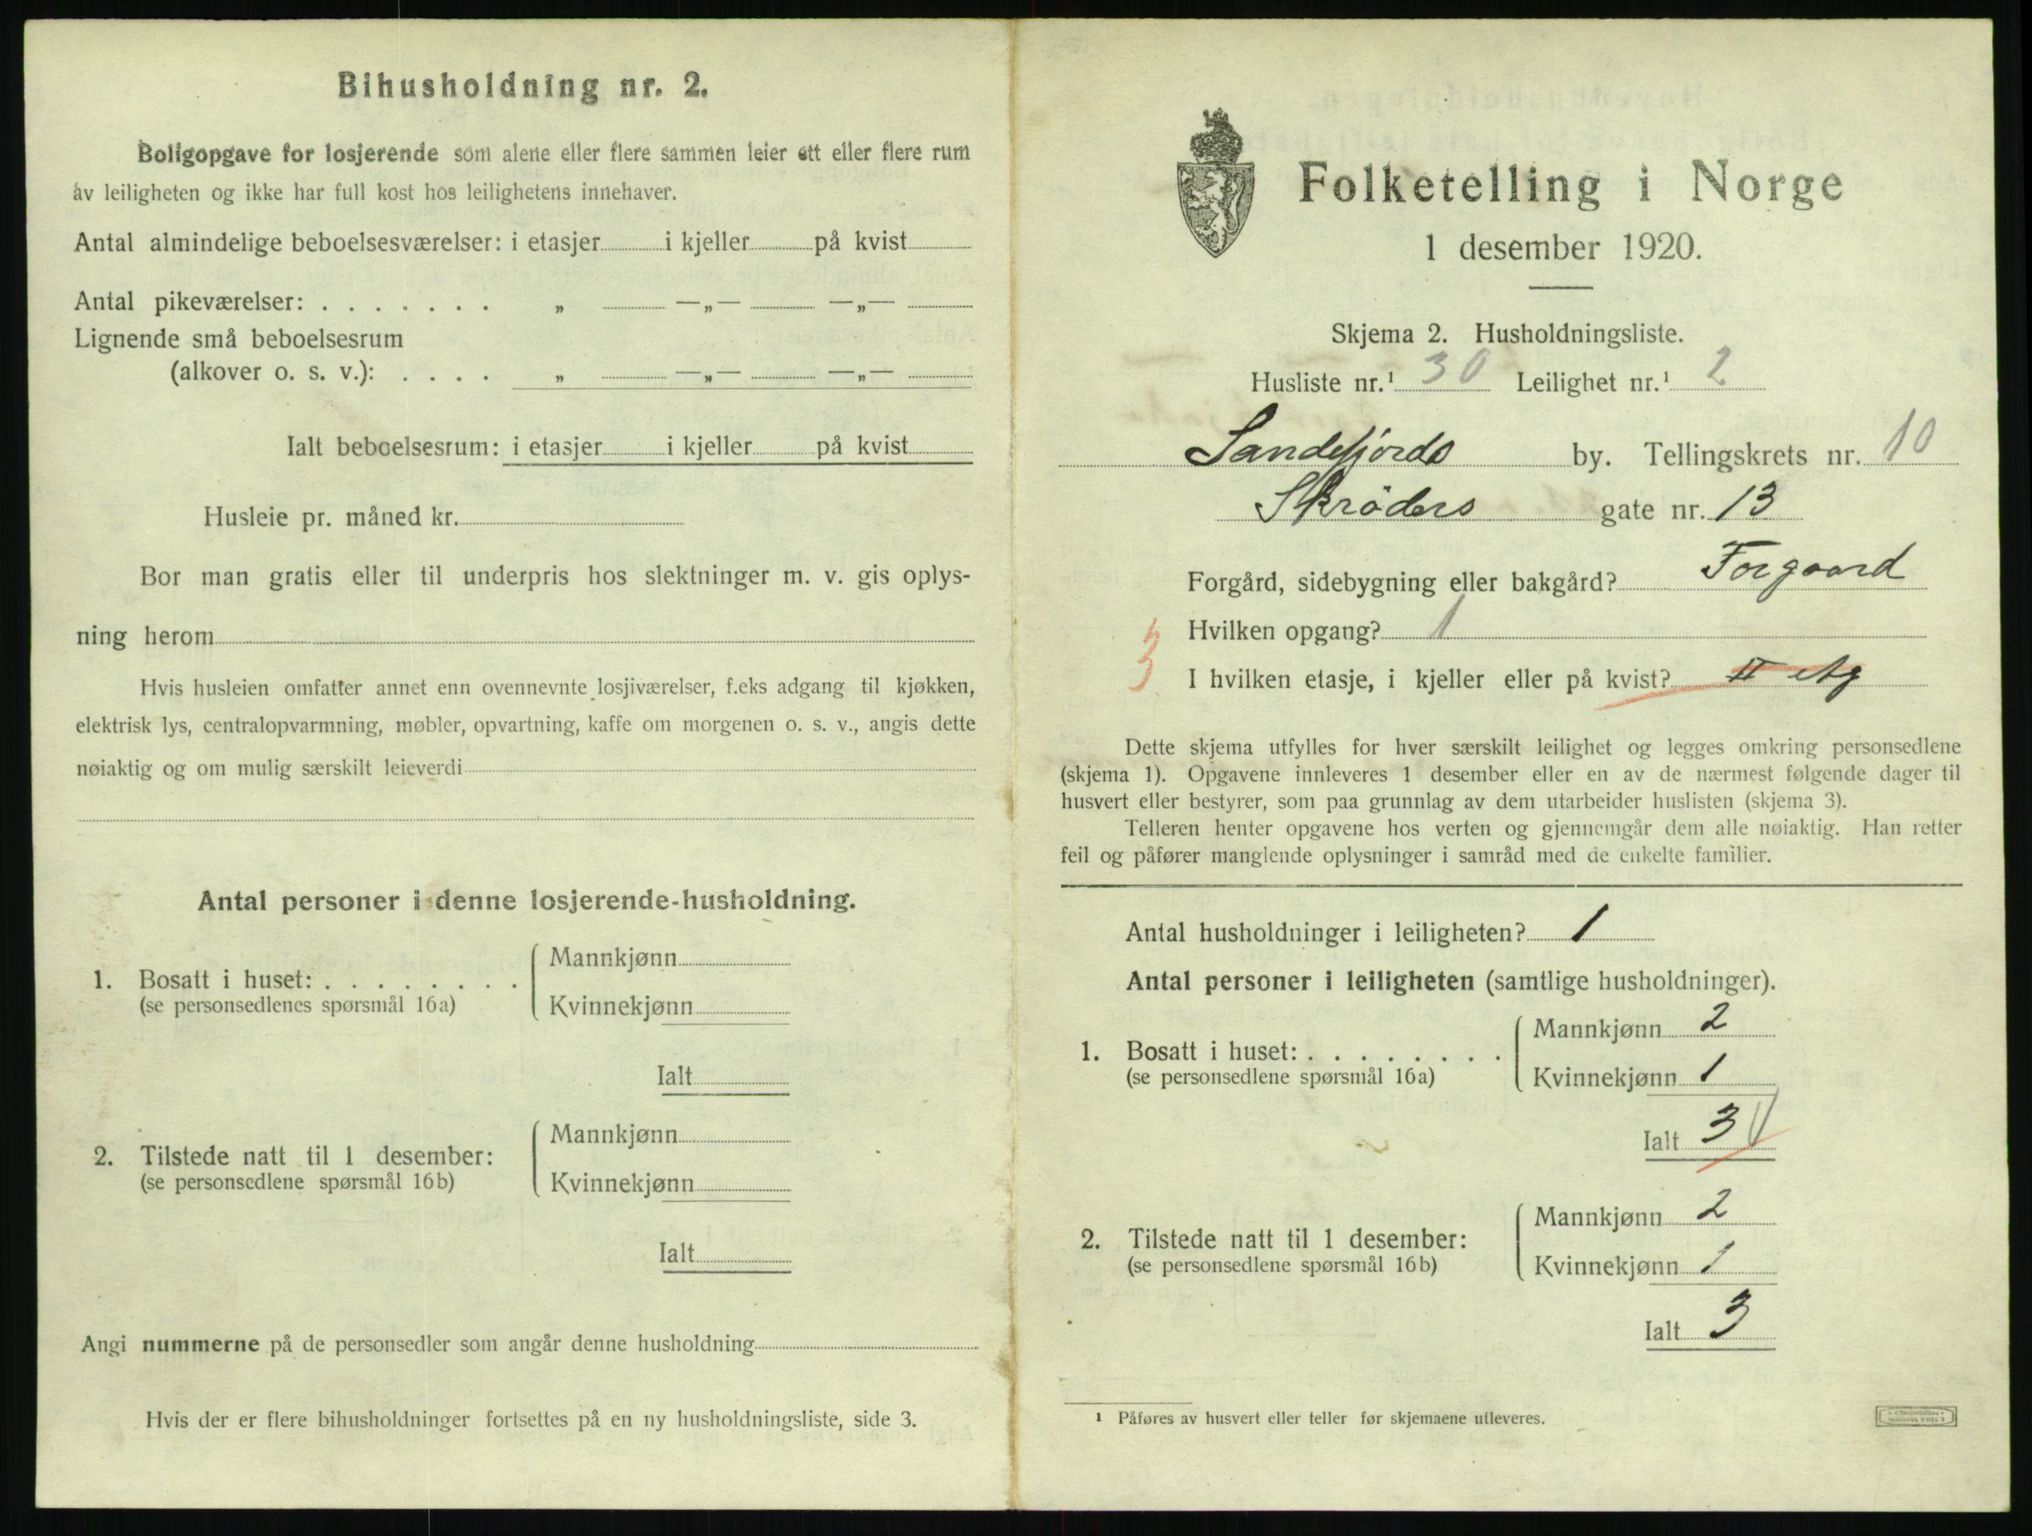 Bihusholdning nr. 2.
Boligopgave for losjerende som alene eller flere sammen leier ett eller flere rum
av leiligheten og ikke har full kost hos leilighetens innehaver.
Antal almindelige beboelsesværelser: i etasjer i kjeller på kvist
Antal pikeværelser: . . . . . . . „ —„— —„—
Lignende små beboelsesrum
(alkover o. s. v.): . . . . „ —„— —„—
Ialt beboelsesrum: i etasjer i kjeller på kvist
Husleie pr. måned kr.
Bor man gratis eller til underpris hos slektninger m. v. gis oplys-
ning herom
Hvis husleien omfatter annet enn ovennevnte losjiværelser, f.eks adgang til kjøkken,
elektrisk lys, centralopvarmning, møbler, opvartning, kaffe om morgenen o. s. v., angis dette
nøiaktig og om mulig særskilt leieverdi
Antal personer i denne losjerende-husholdning.
1. Bosatt i huset: . . . . . . . . Mannkjønn
(se personsedlenes spørsmål 16a) Kvinnekjønn
Ialt
2. Tilstede natt til 1 desember: Mannkjønn
(se personsedlene spørsmål 16b) Kvinnekjønn
Ialt
Angi nummerne på de personsedler som angår denne husholdning
Hvis der er flere bihusholdninger fortsettes på en ny husholdningsliste, side 3.
Folketelling i Norge
1 desember 1920.
Skjema 2. Husholdningsliste.
Husliste nr.¹ 30 Leilighet nr.¹ 2
Sandefjords by. Tellingskrets nr. 10
Skrøders gate nr. 13
Forgård, sidebygning eller bakgård? Forgaard
Hvilken opgang? 1
3 I hvilken etasje, i kjeller eller på kvist? II
Dette skjema utfylles for hver særskilt leilighet og legges omkring personsedlene
(skjema 1). Opgavene innleveres 1 desember eller en av de nærmest følgende dager til
husvert eller bestyrer, som paa grunnlag av dem utarbeider huslisten (skjema 3).
Telleren henter opgavene hos verten og gjennemgår dem alle nøiaktig. Han retter
feil og påfører manglende oplysninger i samråd med de enkelte familier.
Antal husholdninger i leiligheten? 1
Antal personer i leiligheten (samtlige husholdninger).
1. Bosatt i huset: . . . . . . . . Mannkjønn 2
(se personsedlene spørsmål 16a) Kvinnekjønn 1
Ialt 3
2. Tilstede natt til 1 desember: Mannkjønn 2
(se personsedlene spørsmål 16b) Kvinnekjønn 1
Ialt 3
¹ Påføres av husvert eller teller før skjemaene utleveres.